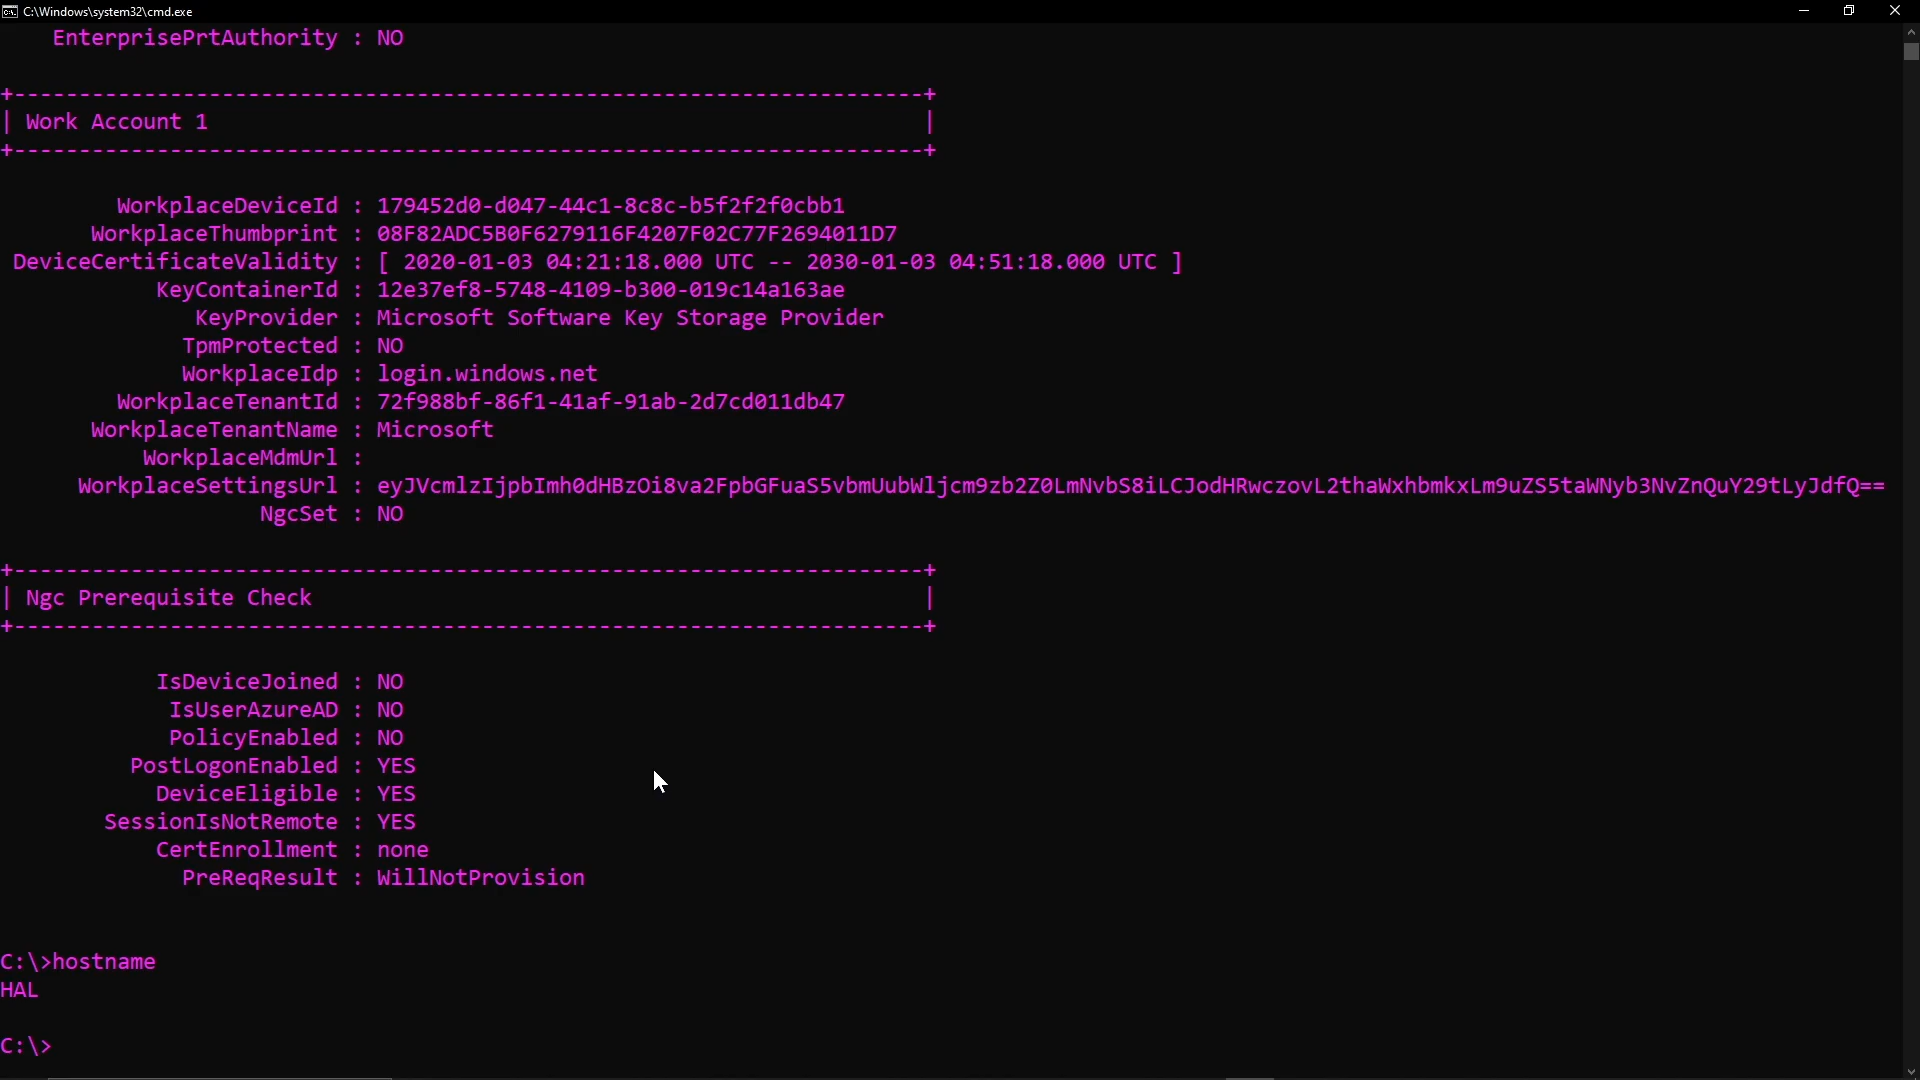 C:\Windows\system32\cmd.exe
EnterprisePrtAuthority : NO
+----------------------------------------------------------------------+
| Work Account 1                                                       |
+----------------------------------------------------------------------+
WorkplaceDeviceId : 179452d0-d047-44c1-8c8c-b5f2f2f0cbb1
WorkplaceThumbprint : 08F82ADC5B0F6279116F4207F02C77F2694011D7
DeviceCertificateValidity : [ 2020-01-03 04:21:18.000 UTC -- 2030-01-03 04:51:18.000 UTC ]
KeyContainerId : 12e37ef8-5748-4109-b300-019c14a163ae
KeyProvider : Microsoft Software Key Storage Provider
TpmProtected : NO
WorkplaceIdp : login.windows.net
WorkplaceTenantId : 72f988bf-86f1-41af-91ab-2d7cd011db47
WorkplaceTenantName : Microsoft
WorkplaceMdmUrl :
WorkplaceSettingsUrl : eyJVcmlzIjpbImh0dHBzOi8va2FpbGFuaS5vbmUubWljcm9zb2Z0LmNvbS8iLCJodHRwczovL2thaWxhbmkxLm9uZS5taWNyb3NvZnQuY29tLyJdfQ==
NgcSet : NO
+----------------------------------------------------------------------+
| Ngc Prerequisite Check                                               |
+----------------------------------------------------------------------+
IsDeviceJoined : NO
IsUserAzureAD : NO
PolicyEnabled : NO
PostLogonEnabled : YES
DeviceEligible : YES
SessionIsNotRemote : YES
CertEnrollment : none
PreReqResult : WillNotProvision
C:\>hostname
HAL
C:\>